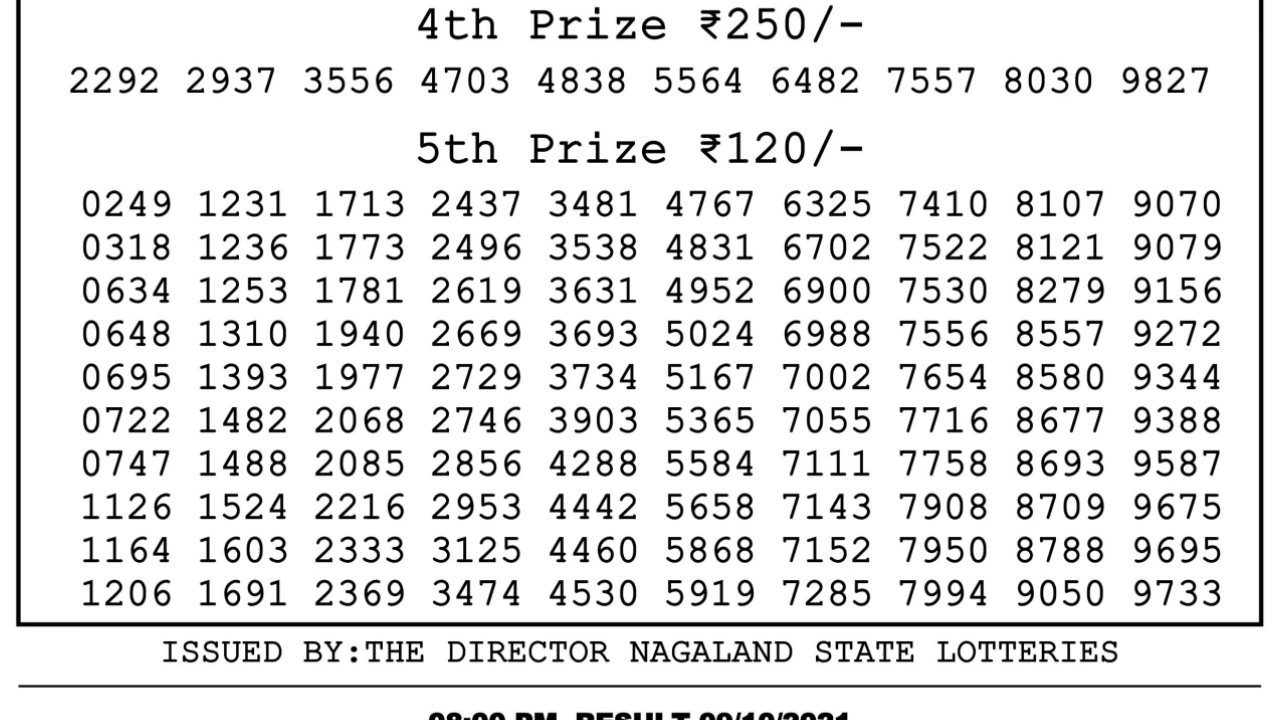 4th Prize ₹250/-
2292 2937 3556 4703 4838 5564 6482 7557 8030 9827
5th Prize ₹120/-
0249 1231 1713 2437 3481 4767 6325 7410 8107 9070
0318 1236 1773 2496 3538 4831 6702 7522 8121 9079
0634 1253 1781 2619 3631 4952 6900 7530 8279 9156
0648 1310 1940 2669 3693 5024 6988 7556 8557 9272
0695 1393 1977 2729 3734 5167 7002 7654 8580 9344
0722 1482 2068 2746 3903 5365 7055 7716 8677 9388
0747 1488 2085 2856 4288 5584 7111 7758 8693 9587
1126 1524 2216 2953 4442 5658 7143 7908 8709 9675
1164 1603 2333 3125 4460 5868 7152 7950 8788 9695
1206 1691 2369 3474 4530 5919 7285 7994 9050 9733
ISSUED BY:THE DIRECTOR NAGALAND STATE LOTTERIES
PM RESULT